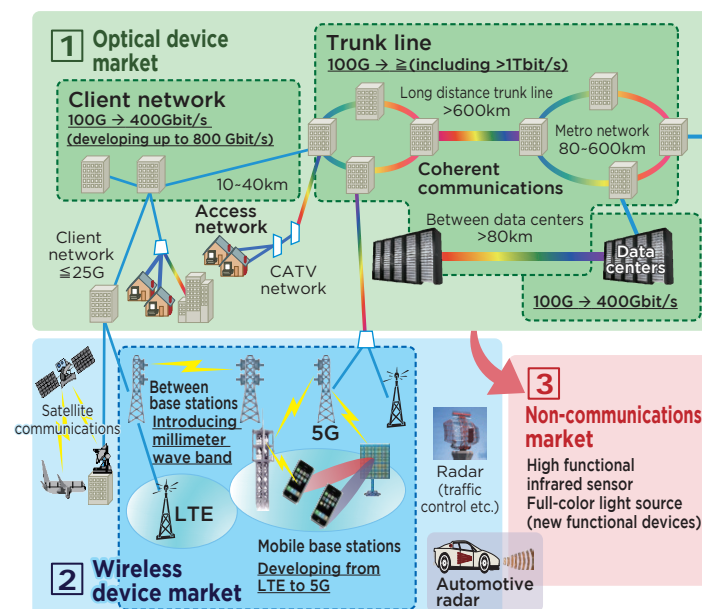 1 Optical device
market
Trunk line
100G → ≧(including >1Tbit/s)
Client network
100G → 400Gbit/s
(developing up to 800 Gbit/s)
Long distance trunk line
>600km
Metro network
80~600km
Coherent
communications
10~40km
Access
network
Client
network
≦25G
CATV
network
Between data centers
>80km
Data
centers
100G → 400Gbit/s
Satellite
communications
Between
base stations
Introducing
millimeter
wave band
5G
LTE
Mobile base stations
Developing from
LTE to 5G
2 Wireless
device market
Radar
(traffic
control etc.)
Automotive
radar
3
Non-communications
market
High functional
infrared sensor
Full-color light source
(new functional devices)